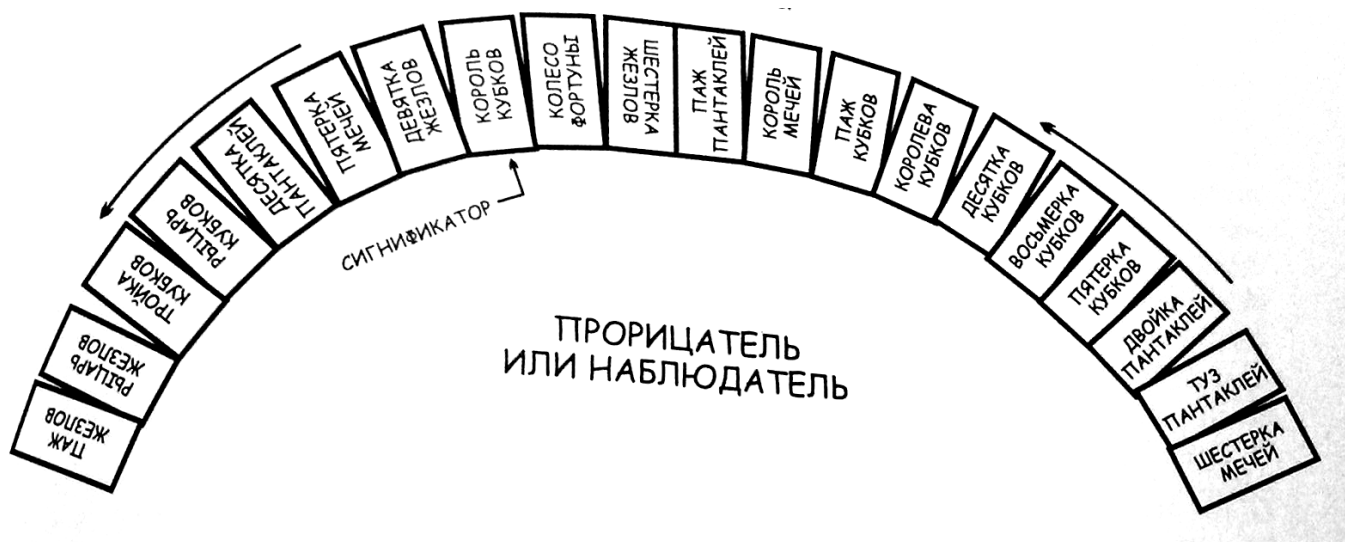 ПАЖ
ЖЕЗЛОВ
РЫЦАРЬ
ЖЕЗЛОВ
ТРОЙКА
КУБКОВ
РЫЦАРЬ
КУБКОВ
ДЕСЯТКА
ПАНТАКЛЕЙ
ПЯТЕРКА
МЕЧЕЙ
ДЕВЯТКА
ЖЕЗЛОВ
КОРОЛЬ
КУБКОВ
КОЛЕСО
ФОРТУНЫ
ШЕСТЕРКА
ЖЕЗЛОВ
ПАЖ
ПАНТАКЛЕЙ
КОРОЛЬ
МЕЧЕЙ
ПАЖ
КУБКОВ
КОРОЛЕВА
КУБКОВ
ДЕСЯТКА
КУБКОВ
ВОСЬМЕРКА
КУБКОВ
ПЯТЕРКА
КУБКОВ
ДВОЙКА
ПАНТАКЛЕЙ
ТУЗ
ПАНТАКЛЕЙ
ШЕСТЕРКА
МЕЧЕЙ
СИГНИФИКАТОР
ПРОРИЦАТЕЛЬ
ИЛИ НАБЛЮДАТЕЛЬ